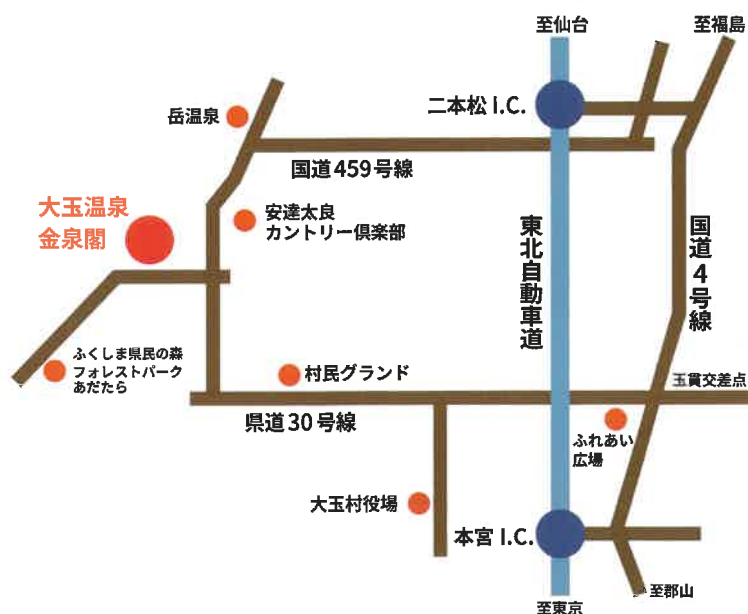 至仙台
至福島
二本松I.C.
岳温泉
国道459号線
大玉温泉
金泉閣
安達太良
カントリー倶楽部
東北自動車道
国道4号線
ふくしま県民の森
フォレストパーク
あだたら
村民グランド
玉貫交差点
県道30号線
ふれあい
広場
大玉村役場
本宮I.C.
至郡山
至東京